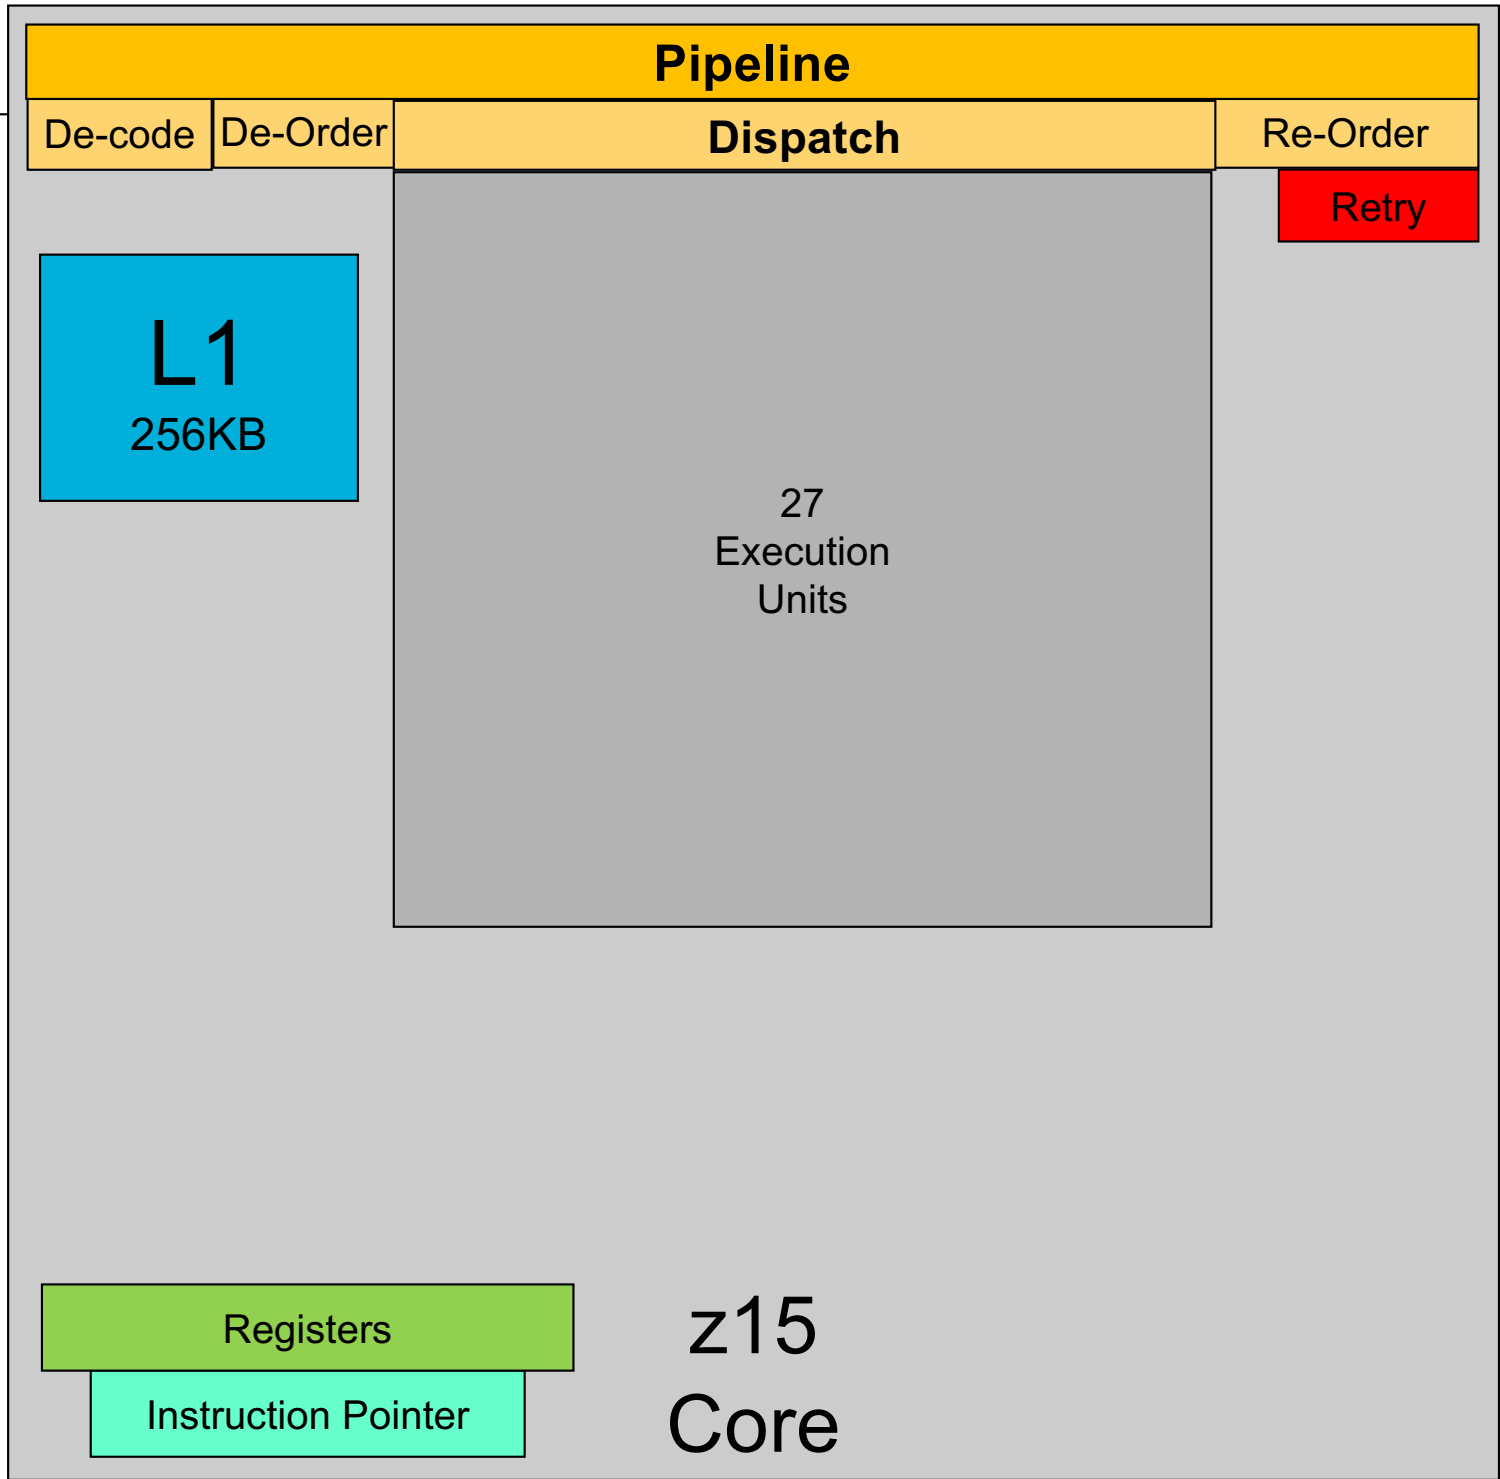 Pipeline
De-code
De-Order
Dispatch
Re-Order
Retry
L1
256KB
27
Execution
Units
Registers
Instruction Pointer
z15
Core